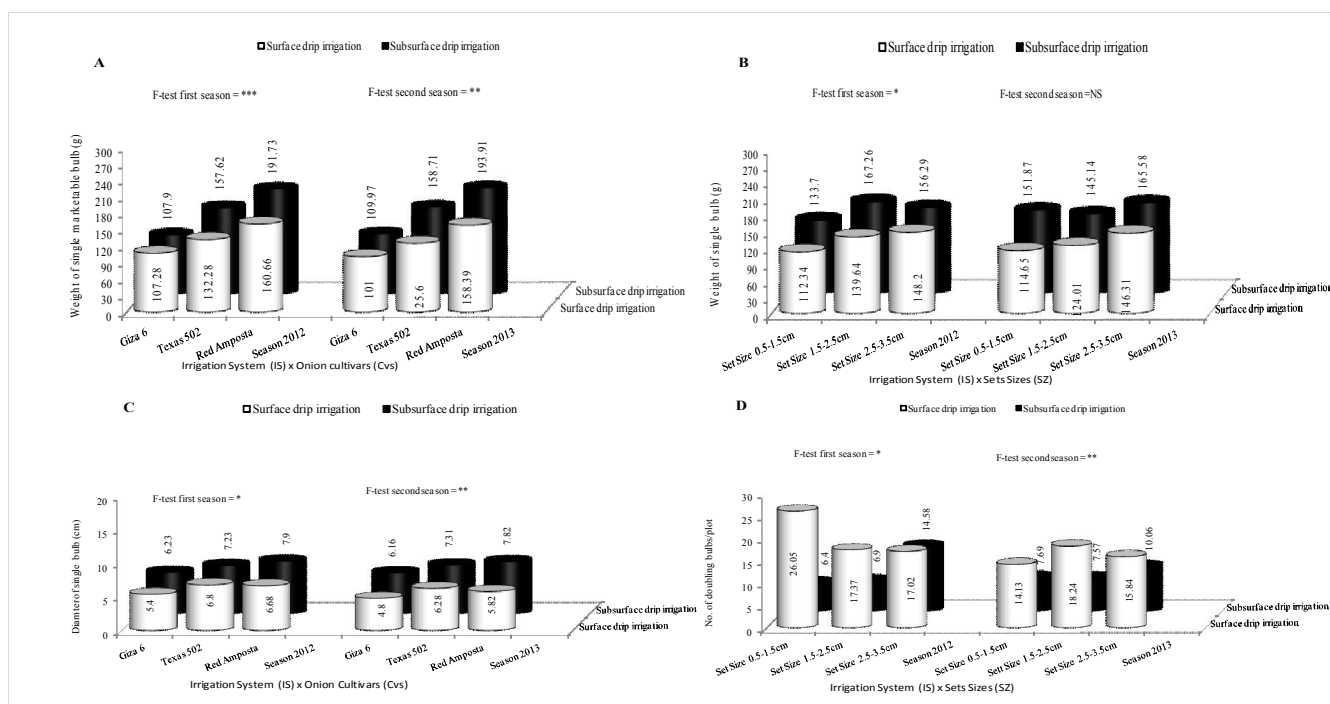 Surface drip irrigation Subsurface drip irrigation
A
F-test first season = *** F-test second season = **
Weight of single marketable bulb (g)
300
270
240
210
180
150
120
90
60
30
0
107.9 157.62 191.73 109.97 158.71 193.91
107.28 132.28 160.66 101 125.6 158.39
Subsurface drip irrigation
Surface drip irrigation
Giza 6 Texas 502 Red Amposta Season 2012 Giza 6 Texas 502 Red Amposta Season 2013
Irrigation System (IS) x Onion cultivars (Cvs)
Surface drip irrigation Subsurface drip irrigation
B
F-test first season = * F-test second season =NS
Weight of single bulb (g)
300
270
240
210
180
150
120
90
60
30
0
133.7 167.26 156.29 151.87 145.14 165.58
112.34 139.64 148.2 114.65 124.01 146.31
Subsurface drip irrigation
Surface drip irrigation
Set Size 0.5-1.5cm Set Size 1.5-2.5cm Set Size 2.5-3.5cm Season 2012 Set Size 0.5-1.5cm Sett Size 1.5-2.5cm Set Size 2.5-3.5cm Season 2013
Irrigation System (IS) x Sets Sizes (SZ)
C
Surface drip irrigation Subsurface drip irrigation
F-test first season = * F-test second season = **
Diamter of single bulb (cm)
20
15
10
5
0
6.23 7.23 7.9 6.16 7.31 7.82
5.4 6.8 6.68 4.8 6.28 5.82
Subsurface drip irrigation
Surface drip irrigation
Giza 6 Texas 502 Red Amposta Season 2012 Giza 6 Texas 502 Red Amposta Season 2013
Irrigation System (IS) x Onion Cultivars (Cvs)
D
Surface drip irrigation Subsurface drip irrigation
F-test first season = * F-test second season = **
No. of doubling bulbs/plot
30
25
20
15
10
5
0
6.4 6.9 14.58 7.69 7.57 10.06
26.05 17.37 17.02 14.13 18.24 15.84
Subsurface drip irrigation
Surface drip irrigation
Set Size 0.5-1.5cm Set Size 1.5-2.5cm Set Size 2.5-3.5cm Season 2012 Set Size 0.5-1.5cm Set Size 1.5-2.5cm Set Size 2.5-3.5cm Season 2013
Irrigation System (IS) x Sets Sizes (SZ)